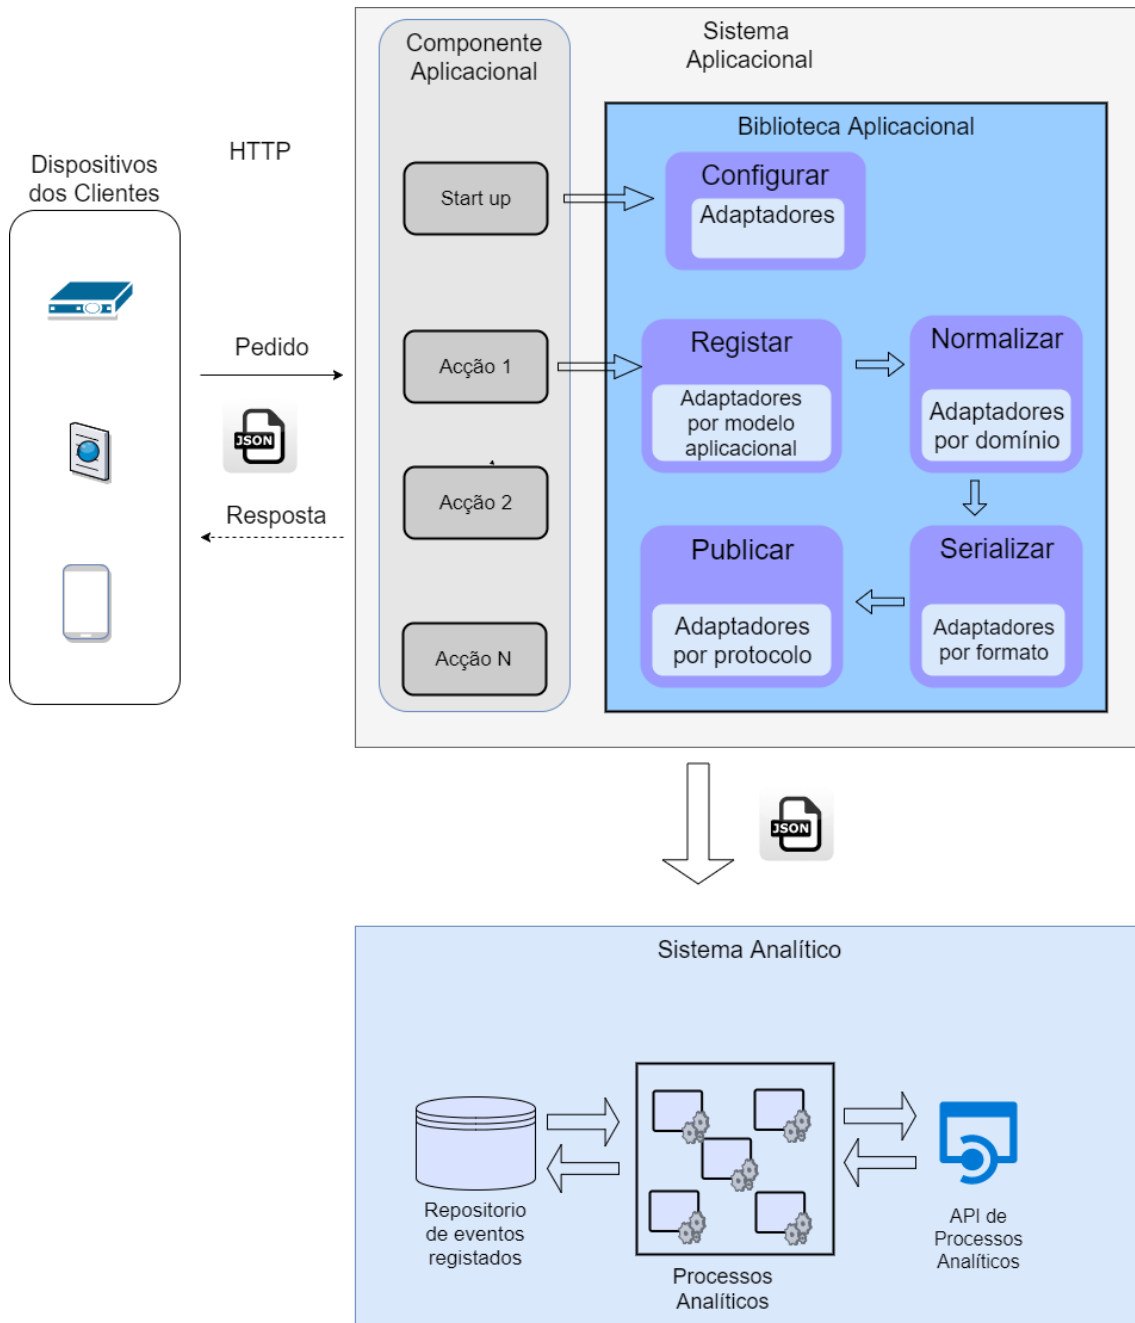 Componente
Aplicacional
Sistema
Aplicacional
Biblioteca Aplicacional
HTTP
Dispositivos
dos Clientes
Start up
Configurar
Adaptadores
Pedido
JSON
Resposta
Acção 1
Registar
Adaptadores
por modelo
aplicacional
Normalizar
Adaptadores
por domínio
Acção 2
Publicar
Adaptadores
por protocolo
Serializar
Adaptadores
por formato
Acção N
JSON
Sistema Analítico
Repositorio
de eventos
registados
Processos
Analíticos
API de
Processos
Analíticos